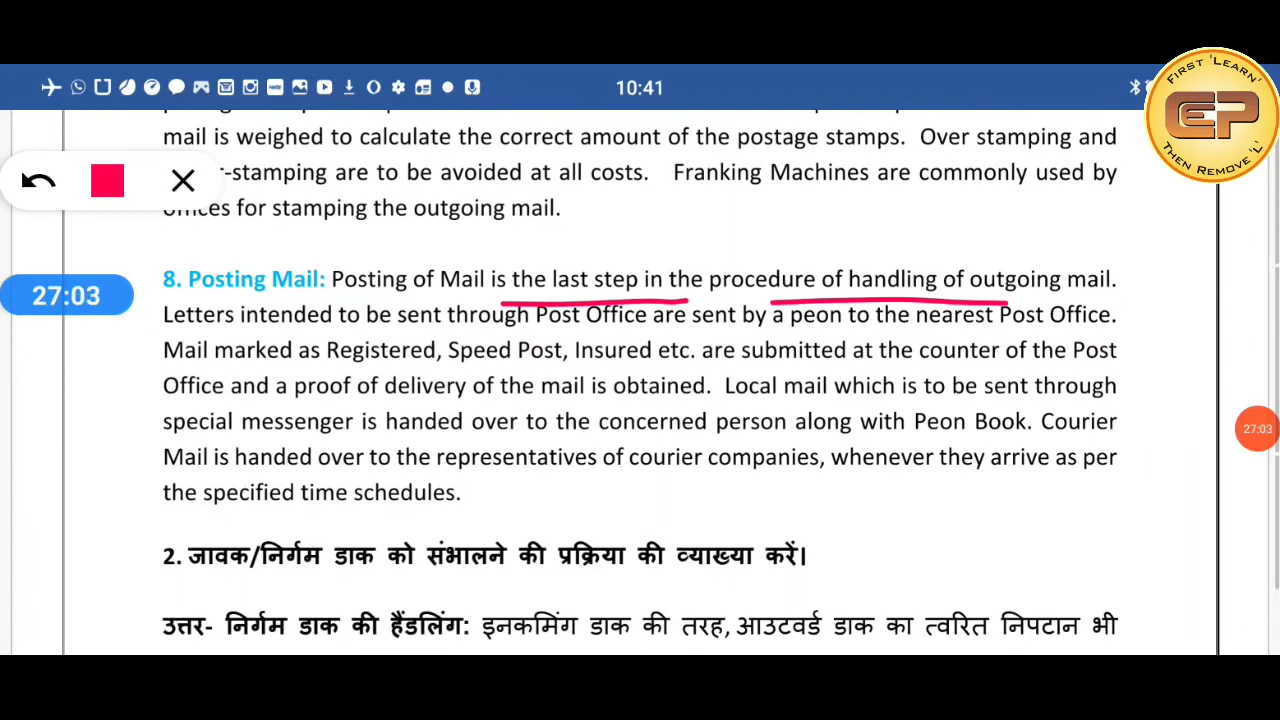 10:41
FIRST 'LEARN'
EP
THEN REMOVE 'L'
mail is weighed to calculate the correct amount of the postage stamps. Over stamping and
-stamping are to be avoided at all costs. Franking Machines are commonly used by
offices for stamping the outgoing mail.
8. Posting Mail: Posting of Mail is the last step in the procedure of handling of outgoing mail.
27:03
Letters intended to be sent through Post Office are sent by a peon to the nearest Post Office.
Mail marked as Registered, Speed Post, Insured etc. are submitted at the counter of the Post
Office and a proof of delivery of the mail is obtained. Local mail which is to be sent through
special messenger is handed over to the concerned person along with Peon Book. Courier
27:03
Mail is handed over to the representatives of courier companies, whenever they arrive as per
the specified time schedules.
2. जावक/निर्गम डाक को संभालने की प्रक्रिया की व्याख्या करें।
उत्तर- निर्गम डाक की हैंडलिंग: इनकमिंग डाक की तरह, आउटवर्ड डाक का त्वरित निपटान भी